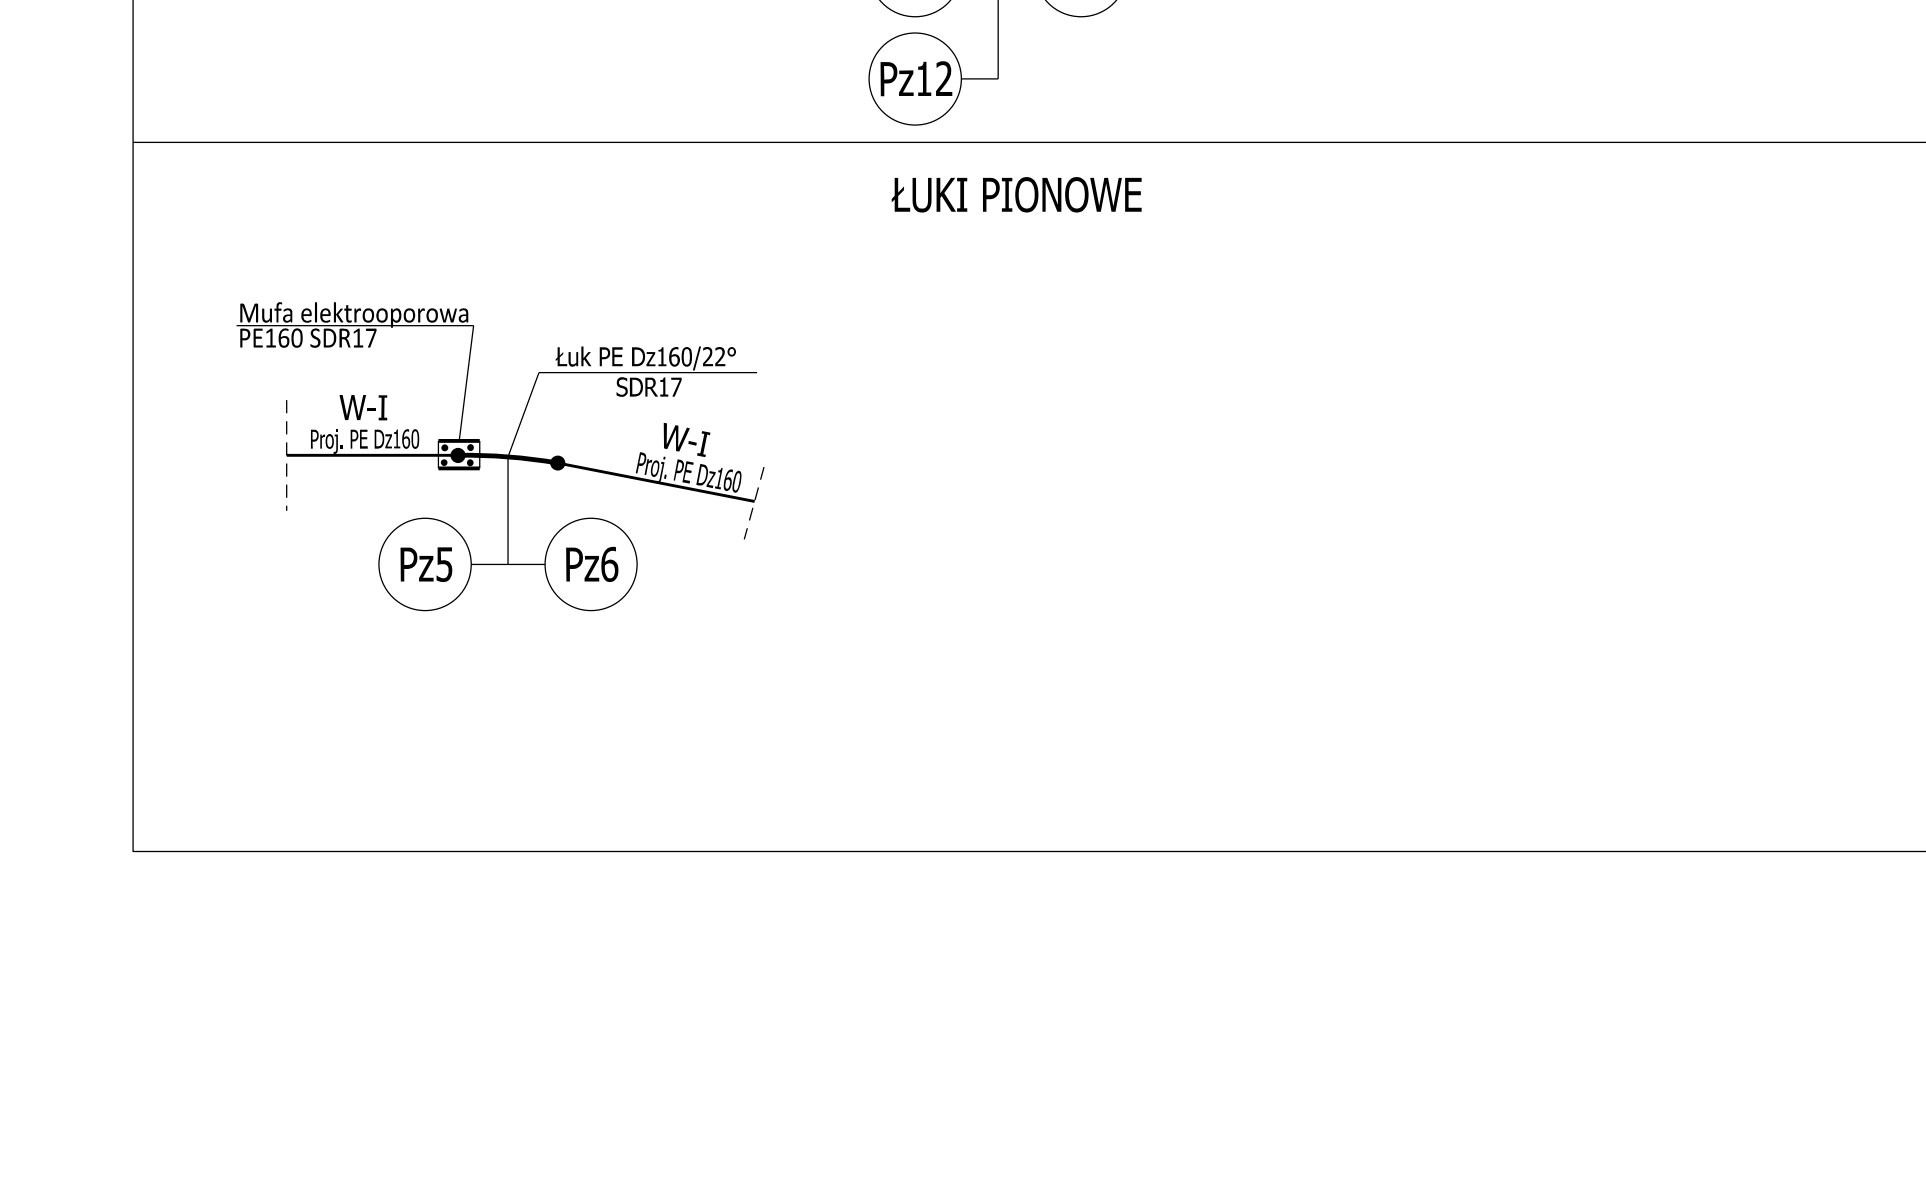 Pz12
ŁUKI PIONOWE
Mufa elektrooporowa
PE160 SDR17
Łuk PE Dz160/22°
SDR17
W-I
Proj. PE Dz160
W-I
Proj. PE Dz160
Pz5
Pz6